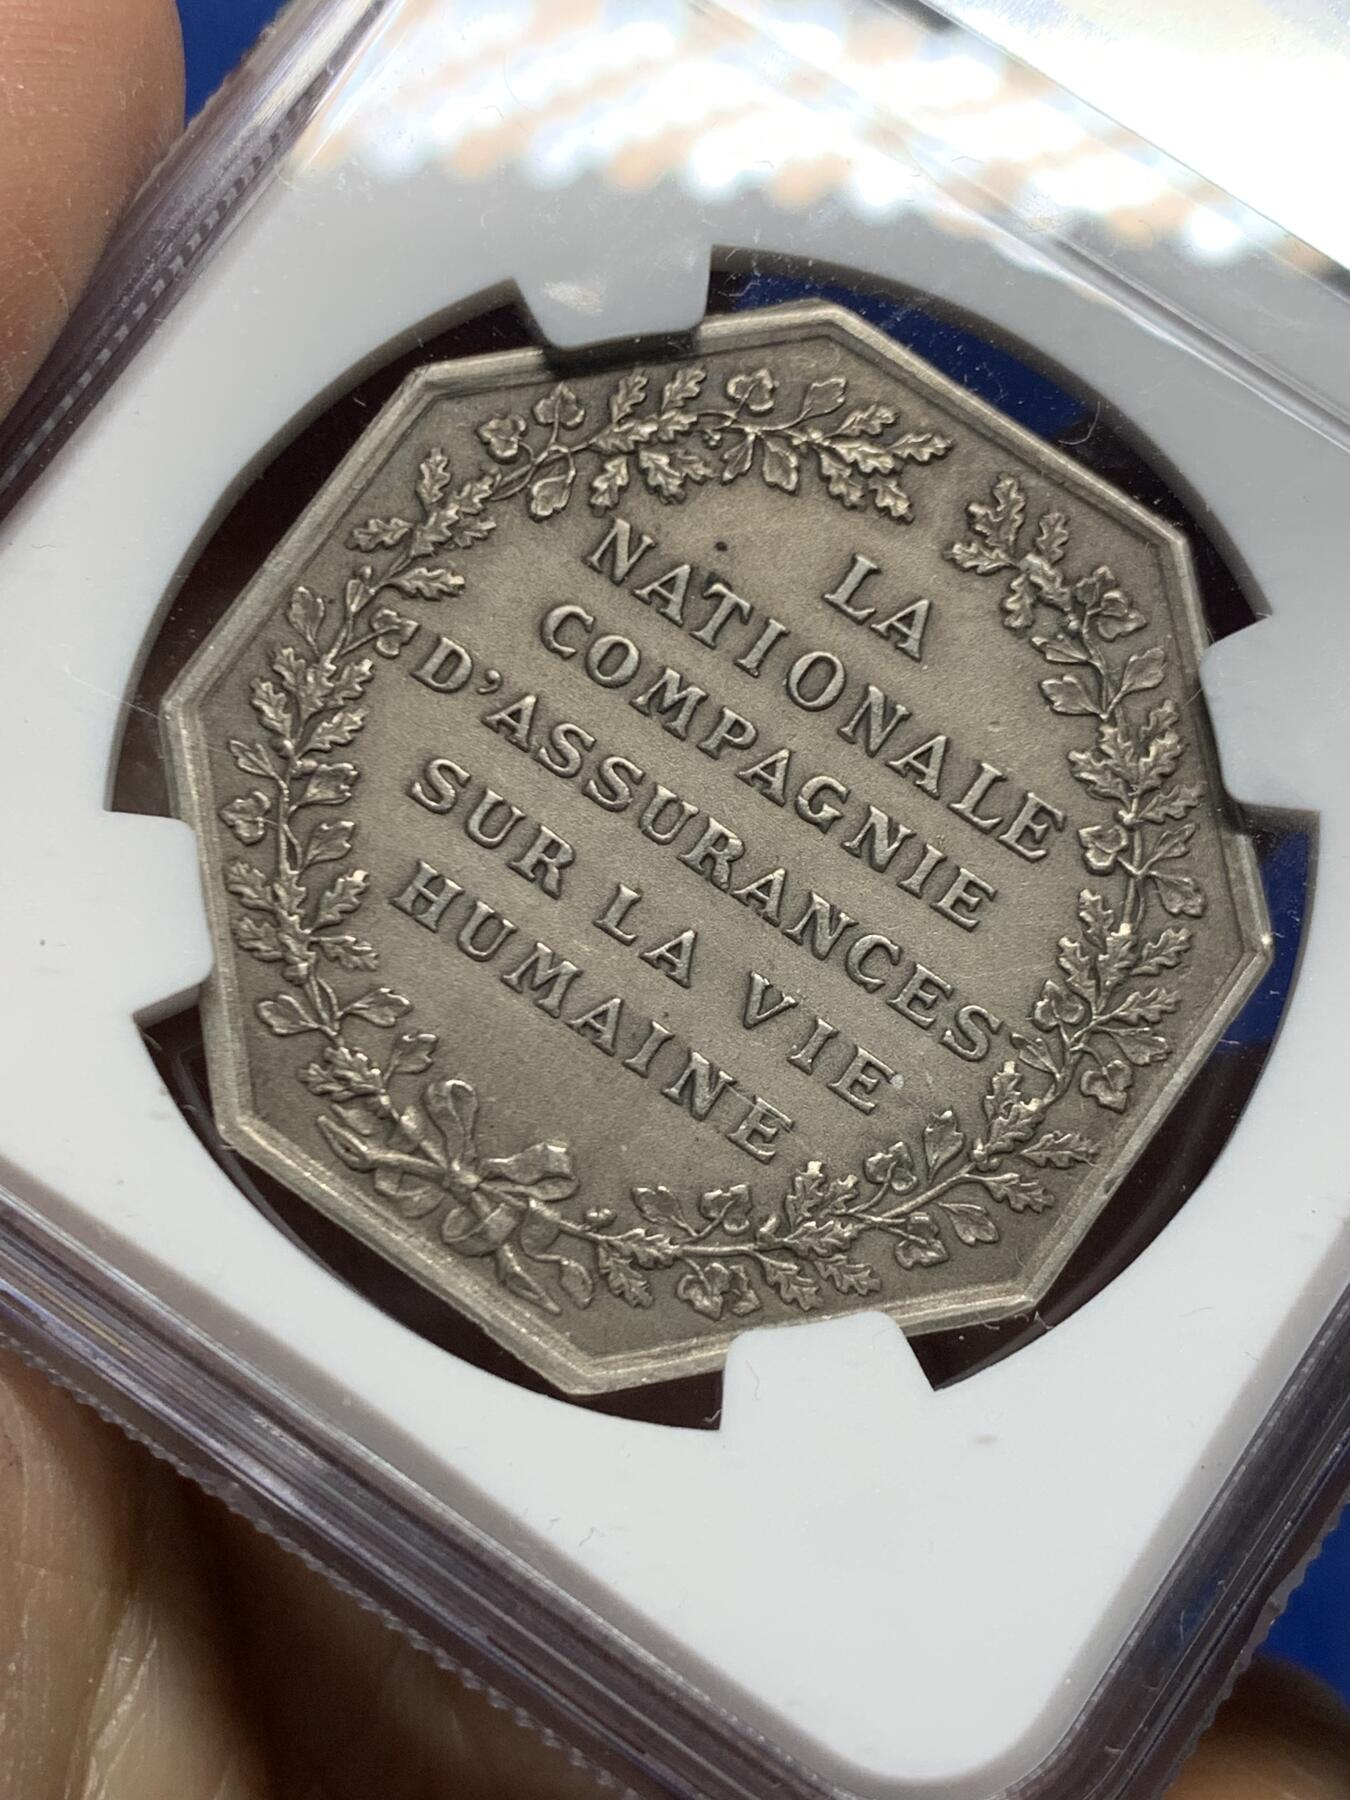 LA
NATIONALE
COMPAGNIE
D'ASSURANCES
SUR LA VIE
HUMAINE